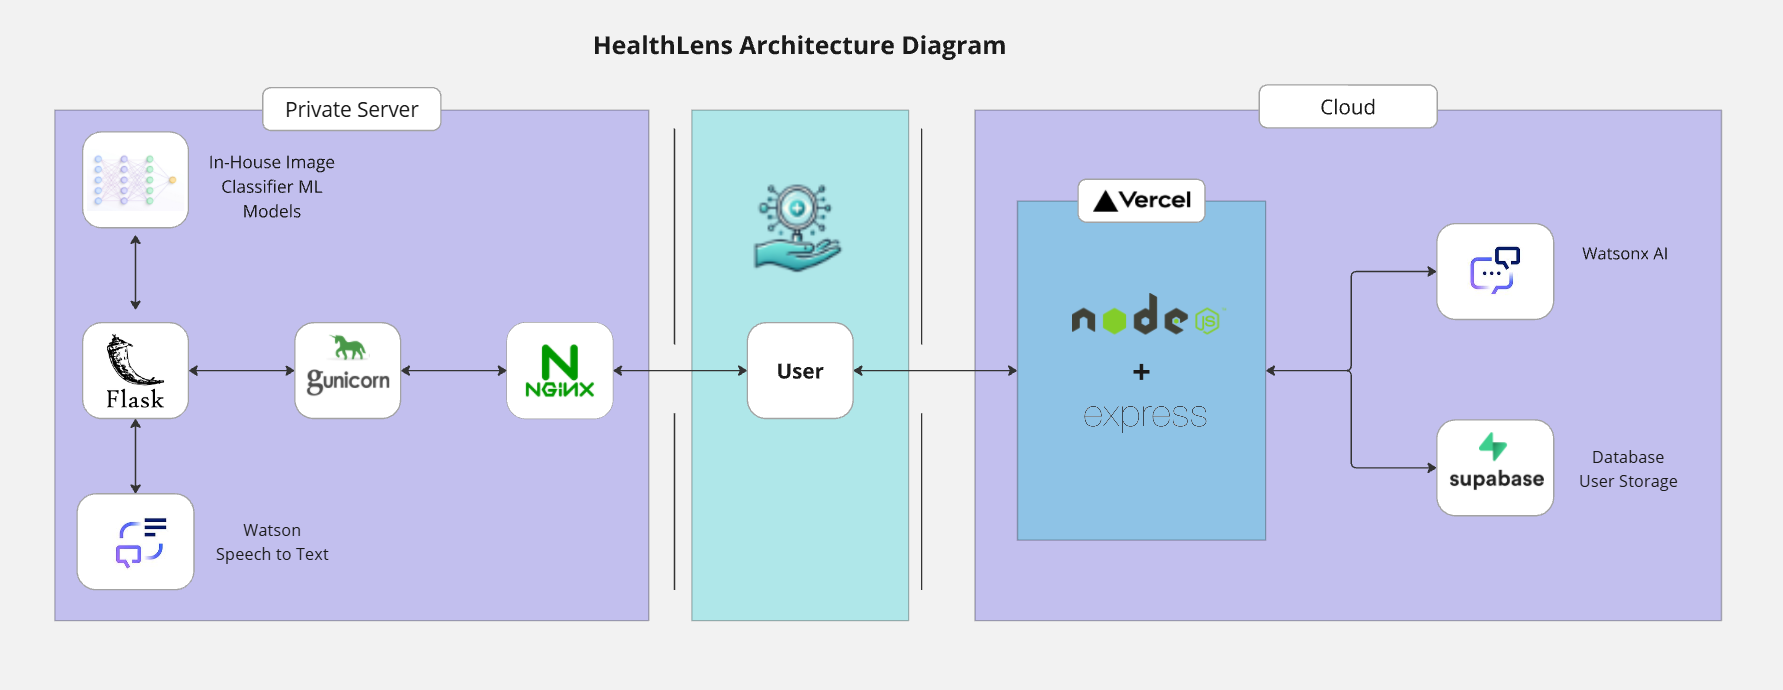 HealthLens Architecture Diagram
Private Server
In-House Image
Classifier ML
Models
Flask
gunicorn
NGINX
Watson
Speech to Text
User
Cloud
Vercel
node
JS
+
express
Watsonx AI
supabase
Database
User Storage